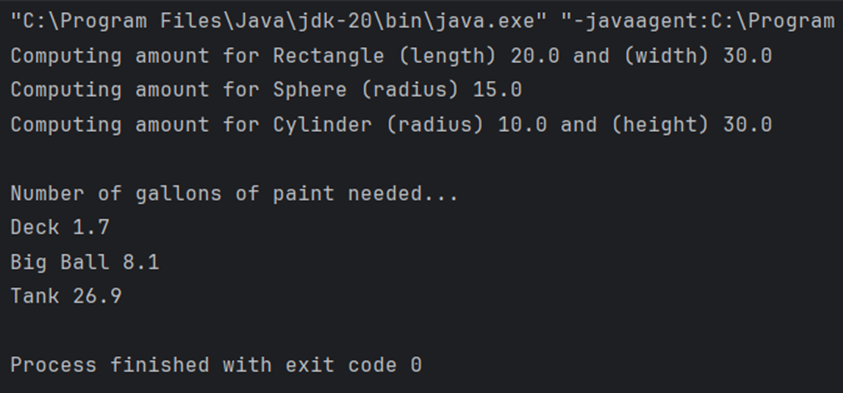 "C:\Program Files\Java\jdk-20\bin\java.exe" "-javaagent:C:\Program
Computing amount for Rectangle (length) 20.0 and (width) 30.0
Computing amount for Sphere (radius) 15.0
Computing amount for Cylinder (radius) 10.0 and (height) 30.0
Number of gallons of paint needed...
Deck 1.7
Big Ball 8.1
Tank 26.9
Process finished with exit code 0